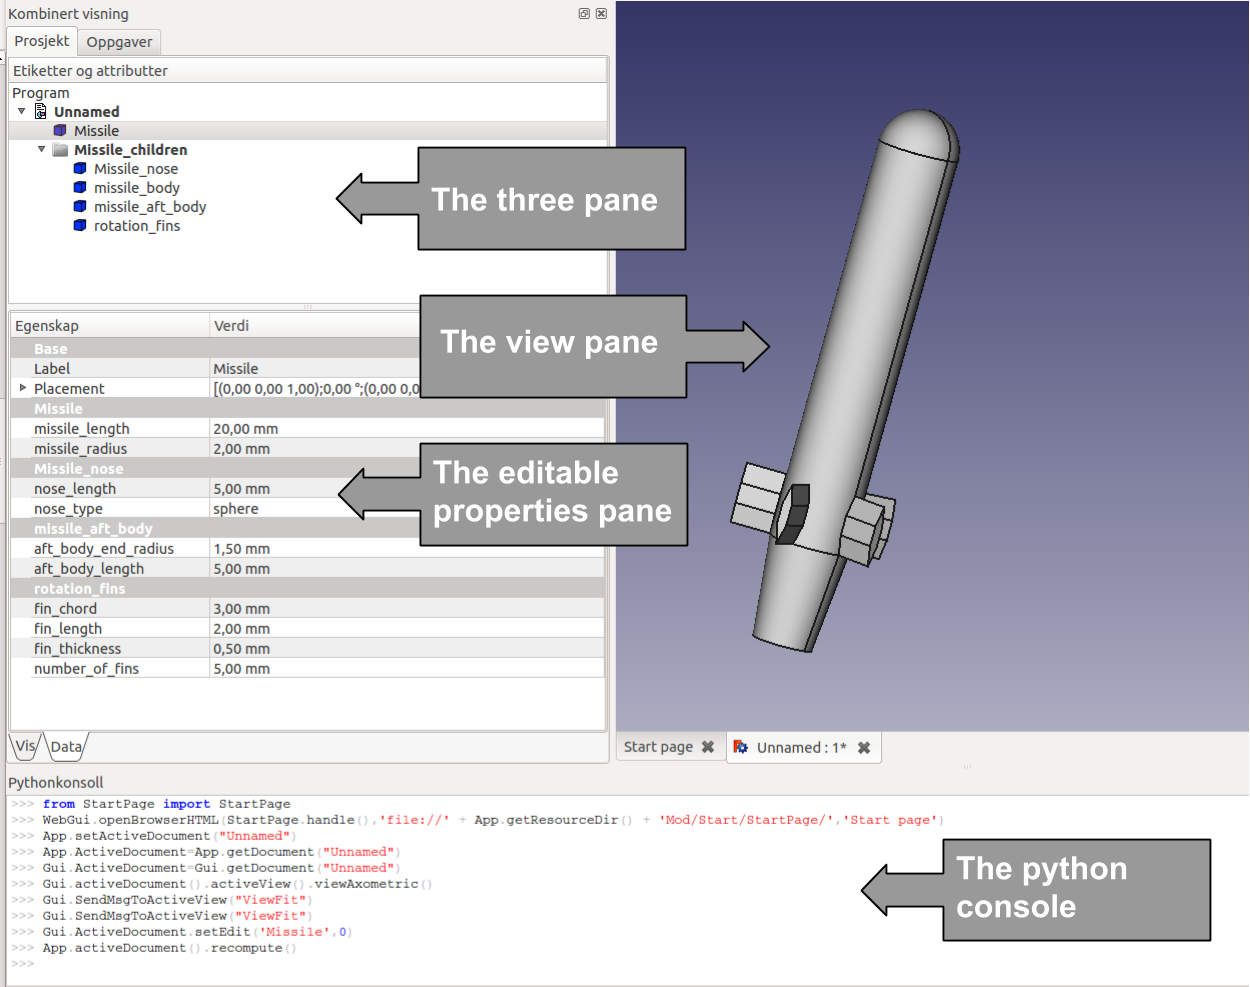 Kombinert visning
Prosjekt Oppgaver
Etiketter og attributter
Program
Unnamed
Missile
Missile_children
Missile_nose
missile_body
missile_aft_body
rotation_fins
The three pane
The view pane
Egenskap Verdi
Base
Label Missile
Placement [(0,00 0,00 1,00);0,00 °;(0,00 0,0
Missile
missile_length 20,00 mm
missile_radius 2,00 mm
Missile_nose
nose_length 5,00 mm
nose_type sphere
missile_aft_body
aft_body_end_radius 1,50 mm
aft_body_length 5,00 mm
rotation_fins
fin_chord 3,00 mm
fin_length 2,00 mm
fin_thickness 0,50 mm
number_of_fins 5,00 mm
The editable
properties pane
Vis Data
Start page Unnamed : 1*
Pythonkonsoll
>>> from StartPage import StartPage
>>> WebGui.openBrowserHTML(StartPage.handle(),'file://' + App.getResourceDir() + 'Mod/Start/StartPage/','Start page')
>>> App.setActiveDocument("Unnamed")
>>> App.ActiveDocument=App.getDocument("Unnamed")
>>> Gui.ActiveDocument=Gui.getDocument("Unnamed")
>>> Gui.activeDocument().activeView().viewAxometric()
>>> Gui.SendMsgToActiveView("ViewFit")
>>> Gui.SendMsgToActiveView("ViewFit")
>>> Gui.ActiveDocument.setEdit('Missile',0)
>>> App.activeDocument().recompute()
>>>
The python
console